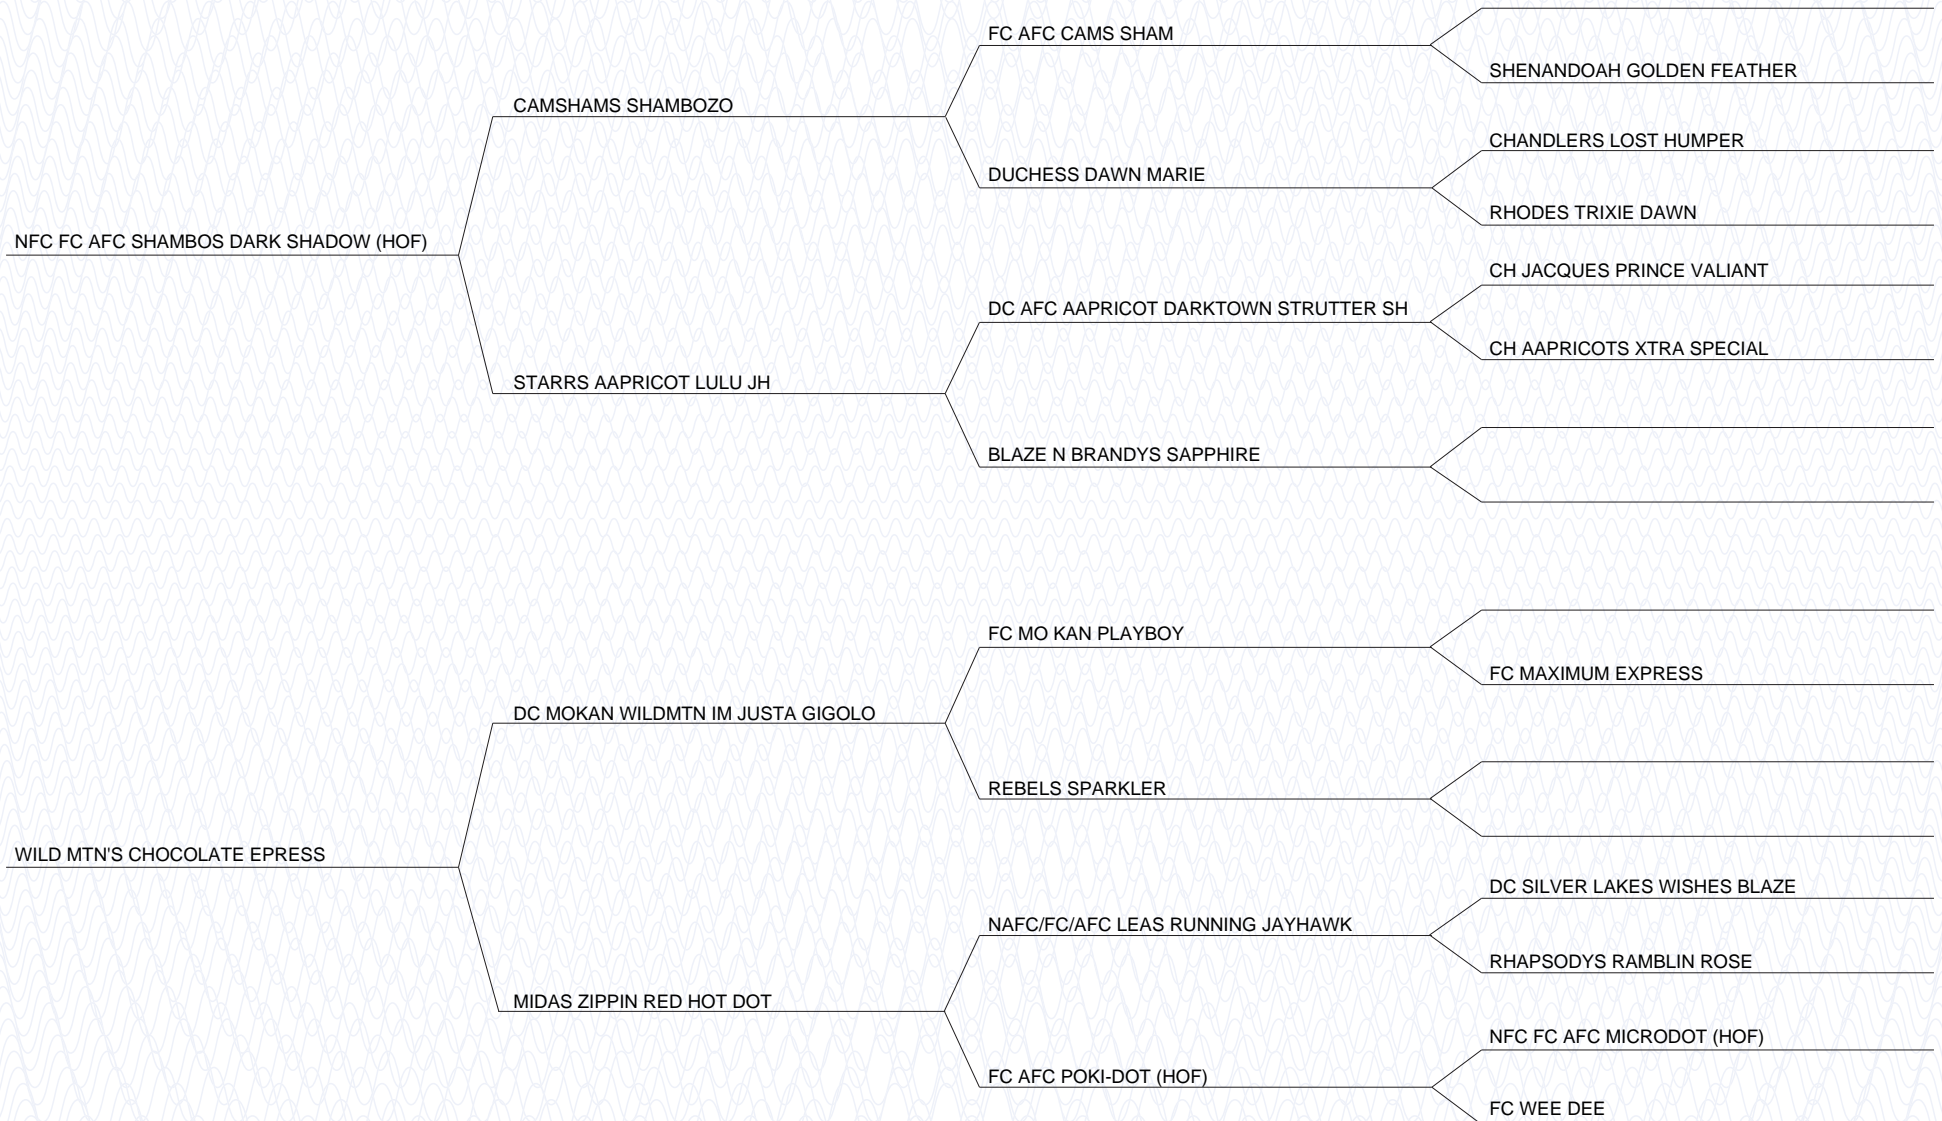 FC AFC CAMS SHAM
SHENANDOAH GOLDEN FEATHER
CAMSHAMS SHAMBOZO
CHANDLERS LOST HUMPER
DUCHESS DAWN MARIE
RHODES TRIXIE DAWN
NFC FC AFC SHAMBOS DARK SHADOW (HOF)
CH JACQUES PRINCE VALIANT
DC AFC AAPRICOT DARKTOWN STRUTTER SH
CH AAPRICOTS XTRA SPECIAL
STARRS AAPRICOT LULU JH
BLAZE N BRANDYS SAPPHIRE
FC MO KAN PLAYBOY
FC MAXIMUM EXPRESS
DC MOKAN WILDMTN IM JUSTA GIGOLO
REBELS SPARKLER
WILD MTN'S CHOCOLATE EPRESS
DC SILVER LAKES WISHES BLAZE
NAFC/FC/AFC LEAS RUNNING JAYHAWK
RHAPSODYS RAMBLIN ROSE
MIDAS ZIPPIN RED HOT DOT
NFC FC AFC MICRODOT (HOF)
FC AFC POKI-DOT (HOF)
FC WEE DEE